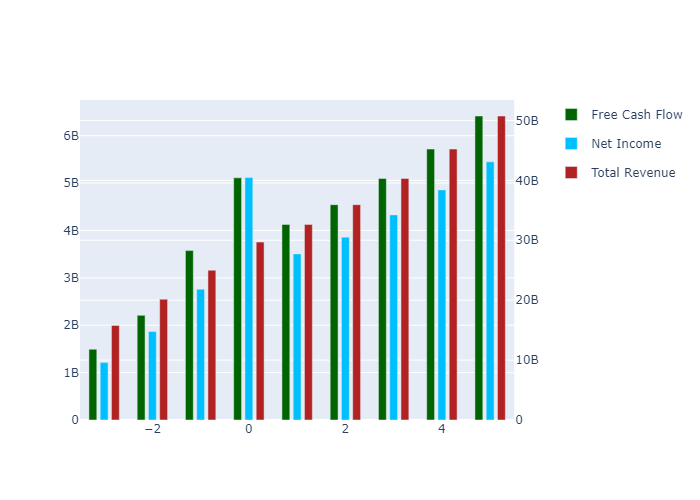 Free Cash Flow
Net Income
Total Revenue
6B
5B
4B
3B
2B
1B
0
50B
40B
30B
20B
10B
0
−2
0
2
4